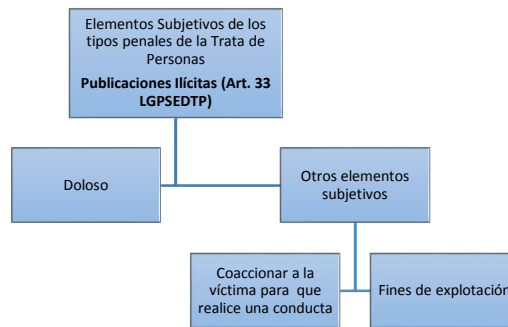 Elementos Subjetivos de los
tipos penales de la Trata de
Personas
Publicaciones Ilícitas (Art. 33
LGPSEDTP)
Doloso
Otros elementos
subjetivos
Coaccionar a la
víctima para que
realice una conducta
Fines de explotación